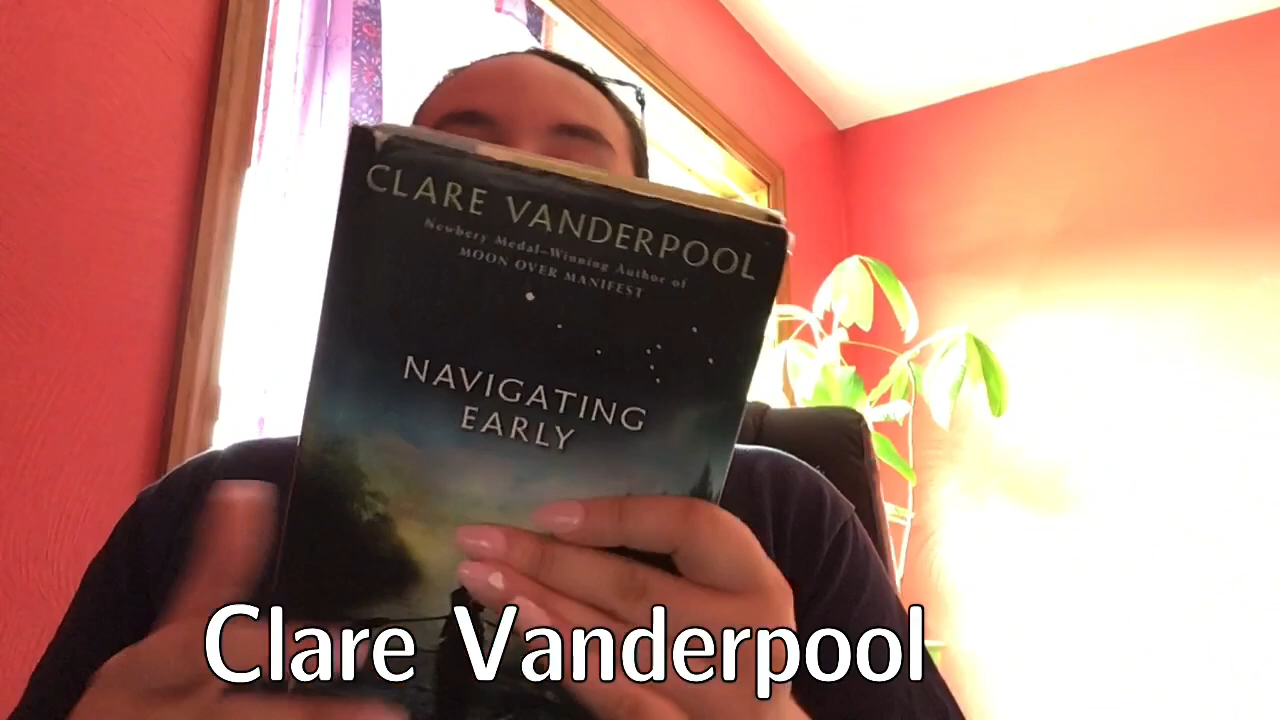 CLARE VANDERPOOL
Newbery Medal–Winning Author of
MOON OVER MANIFEST
NAVIGATING
EARLY
Clare Vanderpool